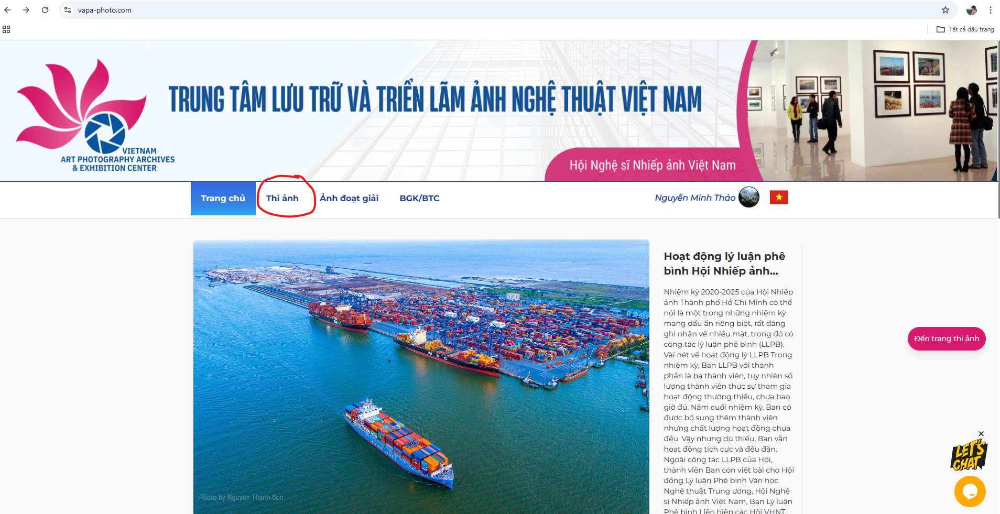 vapa-photo.com
Tất cả dấu trang
TRUNG TÂM LƯU TRỮ VÀ TRIỂN LÃM ẢNH NGHỆ THUẬT VIỆT NAM
VIETNAM
ART PHOTOGRAPHY ARCHIVES
& EXHIBITION CENTER
Hội Nghệ sĩ Nhiếp ảnh Việt Nam
Trang chủ
Thi ảnh
Ảnh đoạt giải
BGK/BTC
Nguyễn Minh Thảo
Photo by Nguyen Thanh Son
MSC
Hoạt động lý luận phê
bình Hội Nhiếp ảnh...
Nhiệm kỳ 2020-2025 của Hội Nhiếp
ảnh Thành phố Hồ Chí Minh có thể
nói là một trong những nhiệm kỳ
mang dấu ấn riêng biệt, rất đáng
ghi nhận về nhiều mặt, trong đó có
công tác lý luận phê bình (LLPB).
Vài nét về hoạt động lý LLPB Trong
nhiệm kỳ, Ban LLPB với thành
phần là ba thành viên, tuy nhiên số
lượng thành viên thực sự tham gia
hoạt động thường thiếu, chưa bao
giờ đủ. Năm cuối nhiệm kỳ, Ban có
được bổ sung thêm thành viên
nhưng chất lượng hoạt động chưa
đều. Vậy nhưng dù thiếu, Ban vẫn
hoạt động tích cực và đều đặn.
Ngoài công tác LLPB của Hội,
thành viên Ban còn viết bài cho Hội
đồng Lý luận Phê bình Văn học
Nghệ thuật Trung ương, Hội Nghệ
sĩ Nhiếp ảnh Việt Nam, Ban Lý luận
Phê bình Liên hiệp các Hội VHNT...
Đến trang thi ảnh
LET'S
CHAT